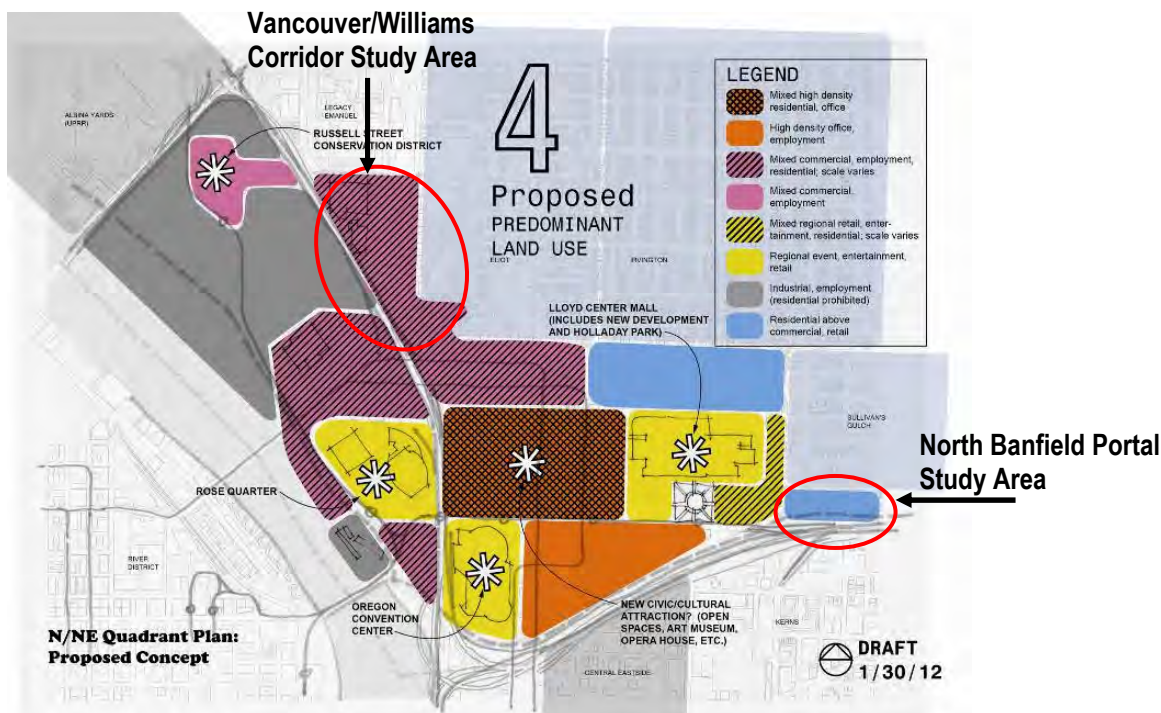 Vancouver/Williams
Corridor Study Area
ALBINA YARDS
(UPRR)
LEGACY
EMANUEL
RUSSELL STREET
CONSERVATION DISTRICT
4
Proposed
PREDOMINANT
LAND USE
ELIOT
IRVINGTON
LEGEND
Mixed high density
residential, office
High density office,
employment
Mixed commercial, employment,
residential; scale varies
Mixed commercial,
employment
Mixed regional retail, enter-
tainment, residential; scale varies
Regional event, entertainment,
retail
Industrial, employment
(residential prohibited)
Residential above
commercial, retail
LLOYD CENTER MALL
(INCLUDES NEW DEVELOPMENT
AND HOLLADAY PARK)
SULLIVAN'S
GULCH
North Banfield Portal
Study Area
ROSE QUARTER
RIVER
DISTRICT
OREGON
CONVENTION
CENTER
NEW CIVIC/CULTURAL
ATTRACTION? (OPEN
SPACES, ART MUSEUM,
OPERA HOUSE, ETC.)
KERNS
CENTRAL EASTSIDE
N/NE Quadrant Plan:
Proposed Concept
DRAFT
1/30/12